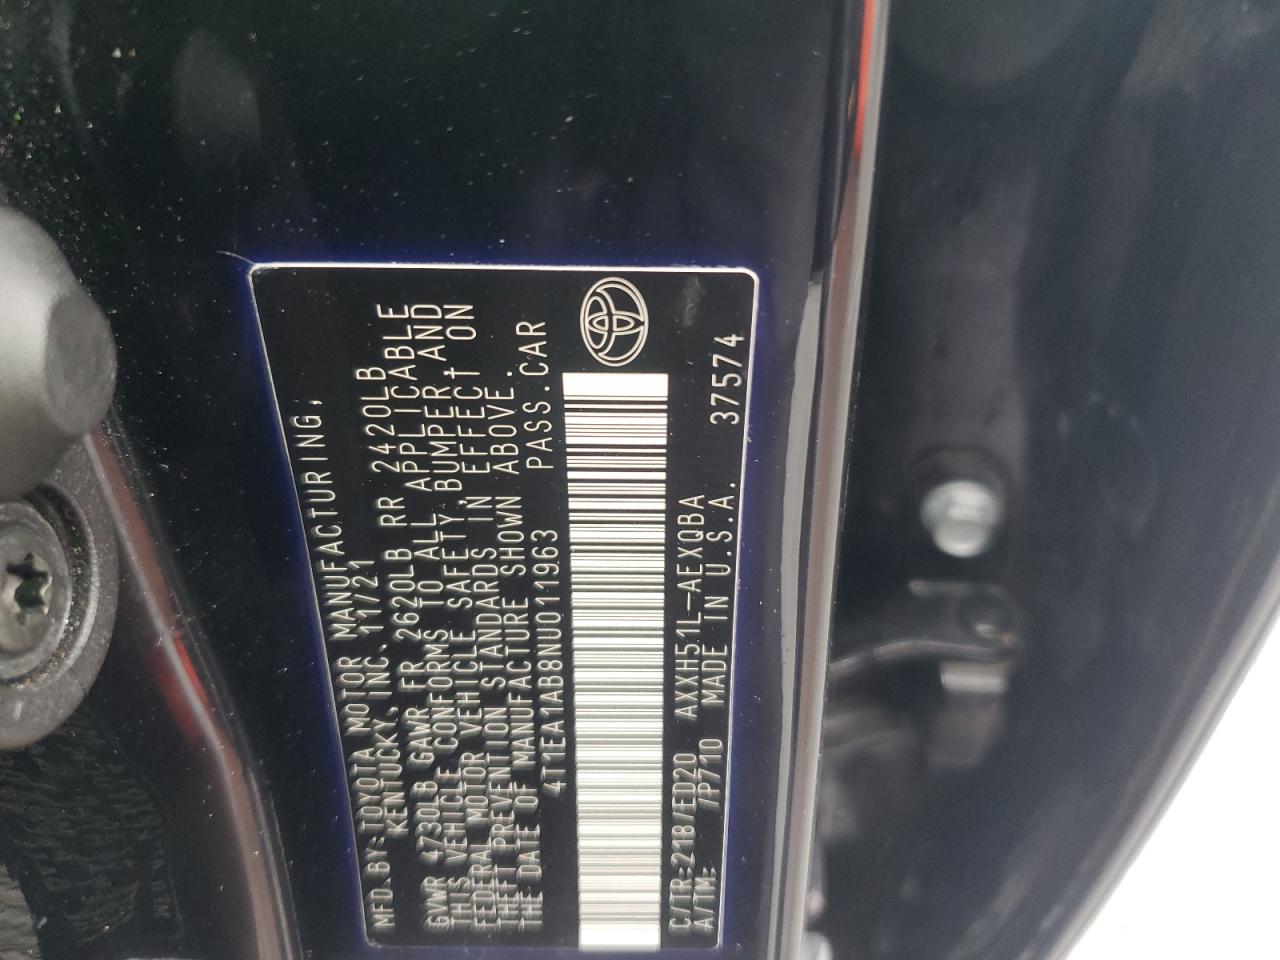 MFD.BY:TOYOTA MOTOR MANUFACTURING,
KENTUCKY, INC. 11/21
GVWR 4730LB GAWR FR 2620LB RR 2420LB
THIS VEHICLE CONFORMS TO ALL APPLICABLE
FEDERAL MOTOR VEHICLE SAFETY, BUMPER, AND
THEFT PREVENTION STANDARDS IN EFFECT ON
THE DATE OF MANUFACTURE SHOWN ABOVE.
4T1EA1AB8NU011963 PASS.CAR
C/TR:218/ED20 AXXH51L-AEXQBA
A/TM: /P710 MADE IN U.S.A. 37574